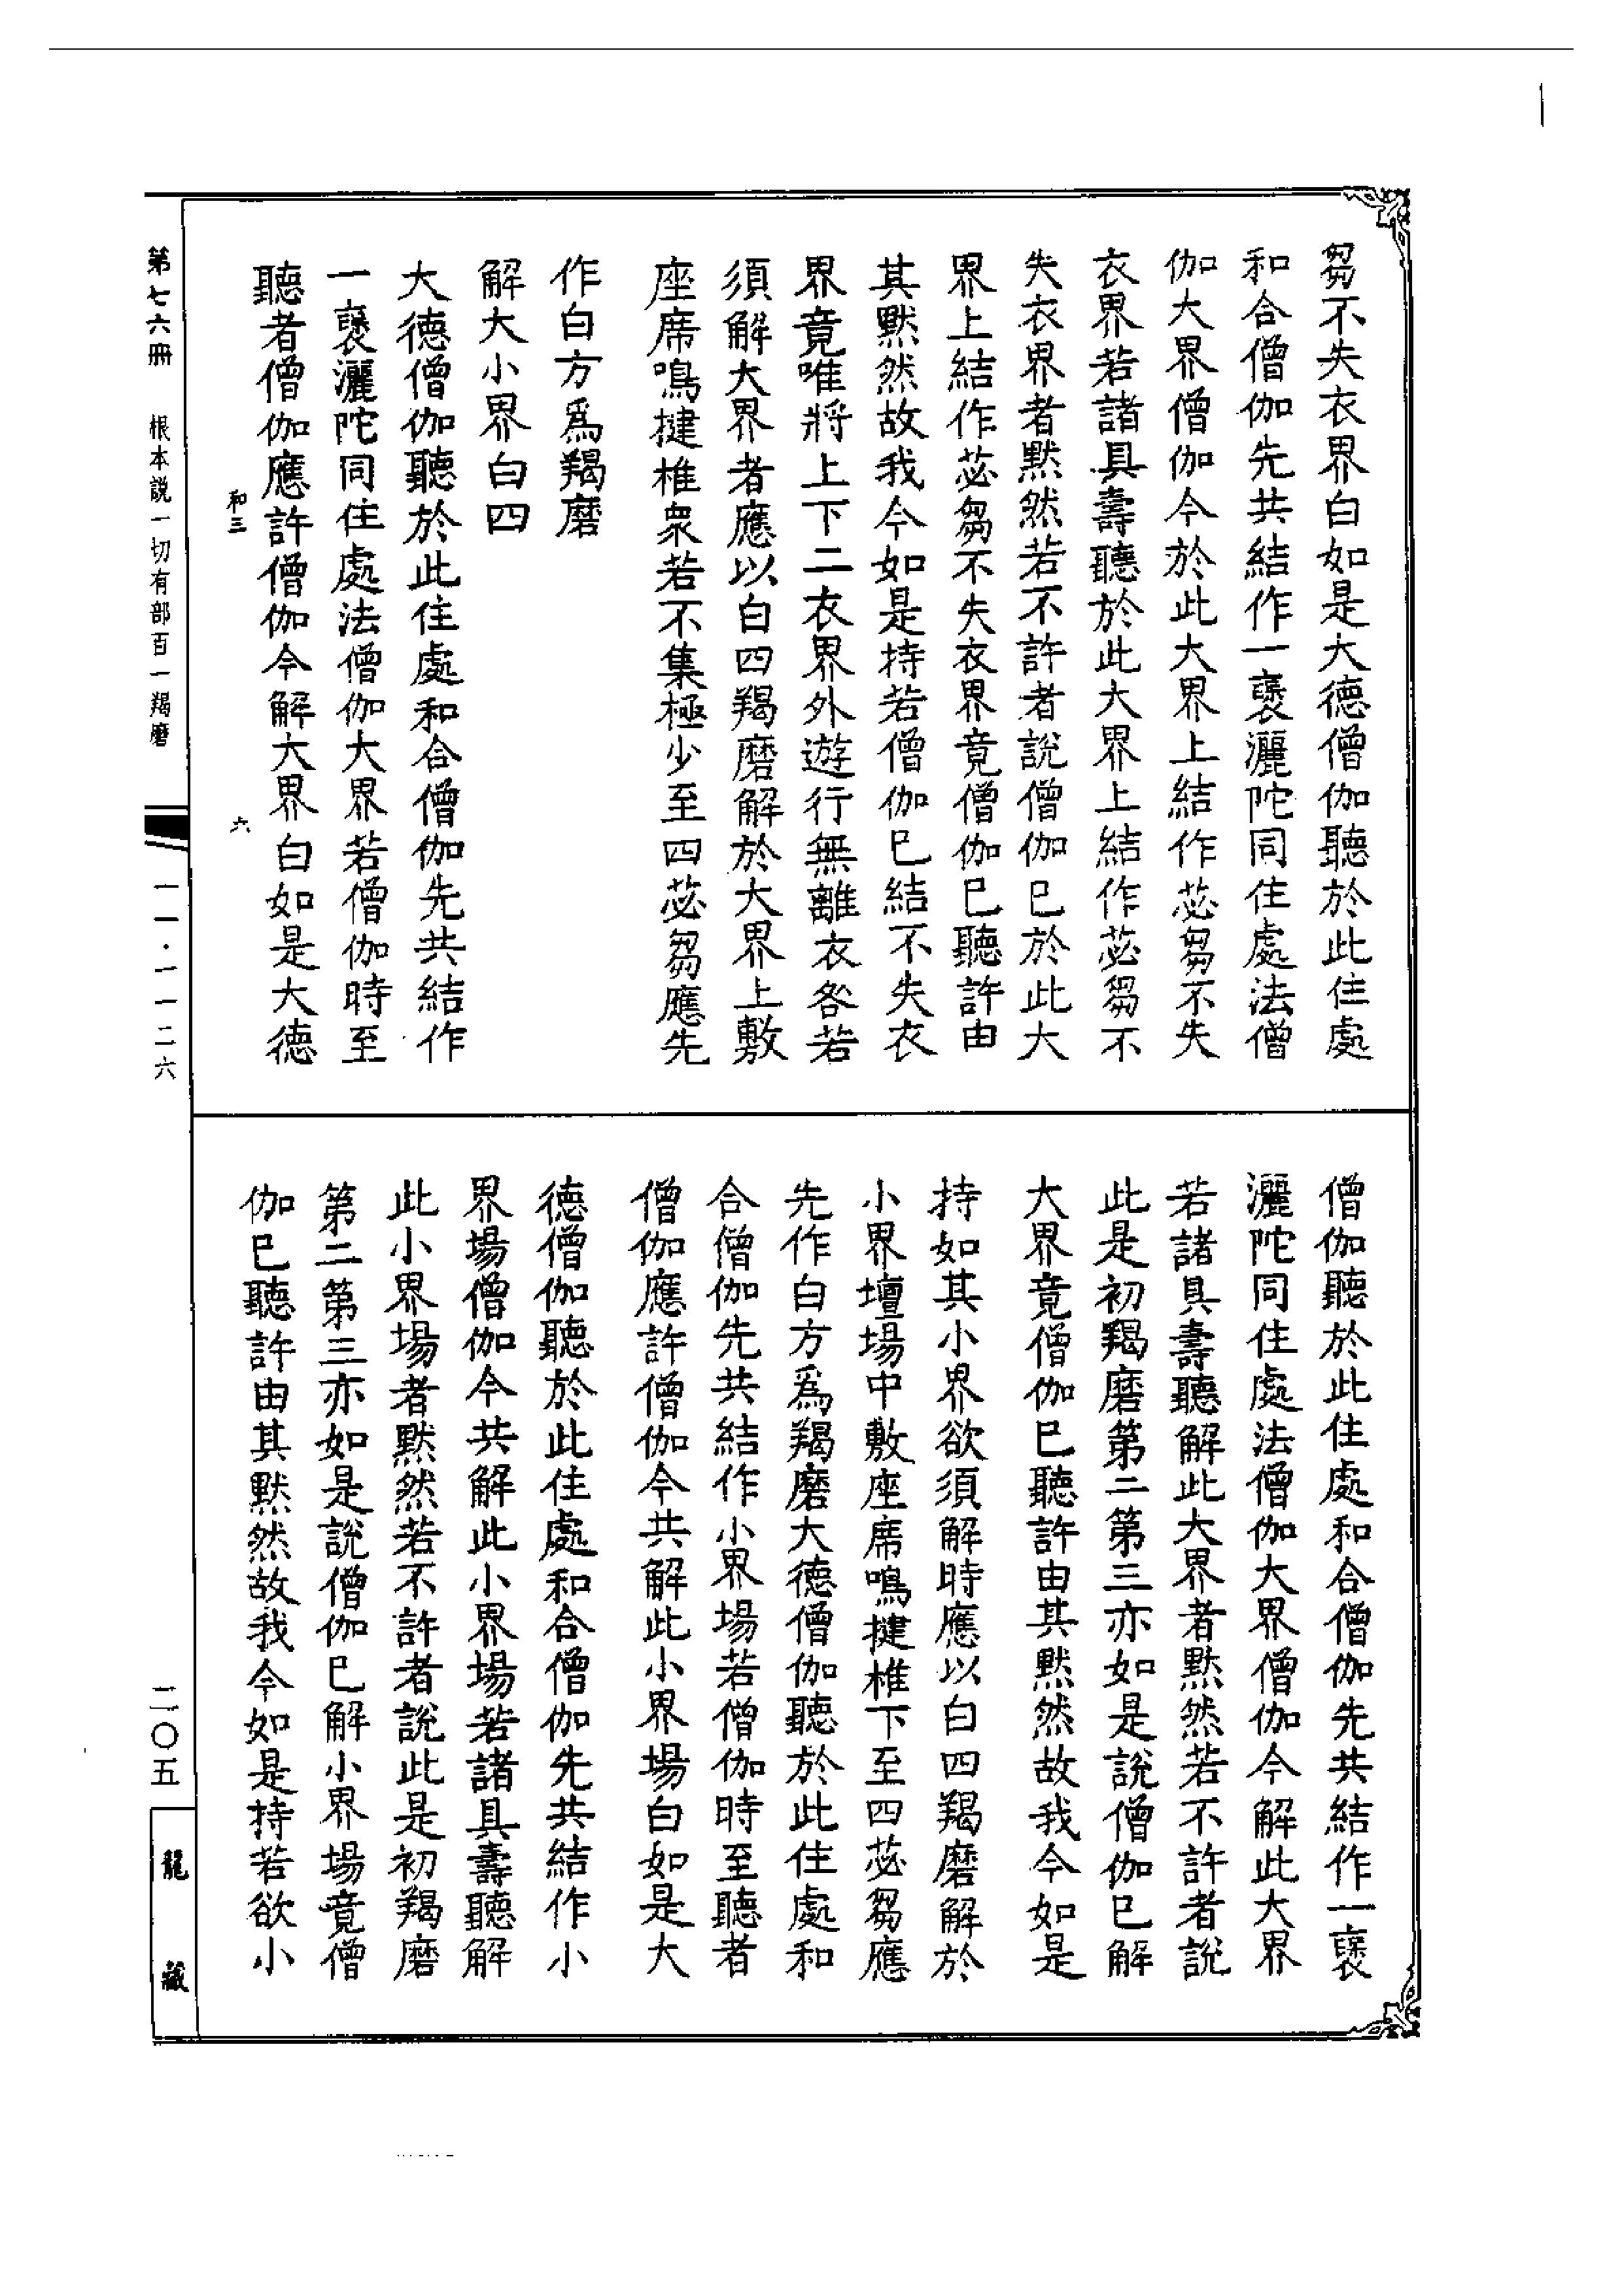 芻不失衣界白如是大德僧伽聽於此住處
和合僧伽先共結作一褒灑陀同住處法僧
伽大界僧伽今於此大界上結作苾芻不失
衣界若諸具壽聽於此大界上結作苾芻不
失衣界者默然若不許者說僧伽已於此大
界上結作苾芻不失衣界竟僧伽已聽許由
其默然故我今如是持若僧伽已結不失衣
界竟唯將上下二衣界外遊行無離衣咎若
須解大界者應以白四羯磨解於大界上敷
座席鳴揵椎衆若不集極少至四苾芻應先
作白方爲羯磨
解大小界白四
大德僧伽聽於此住處和合僧伽先共結作
一褒灑陀同住處法僧伽大界若僧伽時至
聽者僧伽應許僧伽今解大界白如是大德
和三 六
僧伽聽於此住處和合僧伽先共結作一褒
灑陀同住處法僧伽大界僧伽今解此大界
若諸具壽聽解此大界者默然若不許者說
此是初羯磨第二第三亦如是說僧伽已解
大界竟僧伽已聽許由其默然故我今如是
持如其小界欲須解時應以白四羯磨解於
小界壇場中敷座席鳴揵椎下至四苾芻應
先作白方爲羯磨大德僧伽聽於此住處和
合僧伽先共結作小界場若僧伽時至聽者
僧伽應許僧伽今共解此小界場白如是大
德僧伽聽於此住處和合僧伽先共結作小
界場僧伽今共解此小界場若諸具壽聽解
此小界場者默然若不許者說此是初羯磨
第二第三亦如是說僧伽已解小界場竟僧
伽已聽許由其默然故我今如是持若欲小
第七六冊 根本説一切有部百一羯磨
一一·一一二六
二〇五
龍藏